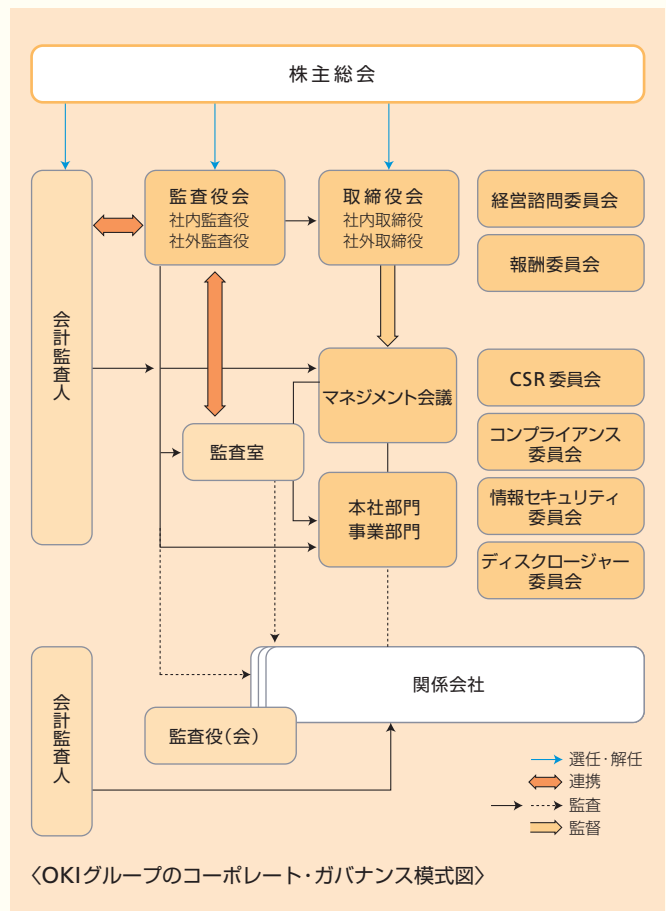 株主総会
監査役会
社内監査役
社外監査役
取締役会
社内取締役
社外取締役
経営諮問委員会
報酬委員会
会計監査人
マネジメント会議
CSR 委員会
監査室
コンプライアンス
委員会
本社部門
事業部門
情報セキュリティ
委員会
ディスクロージャー
委員会
関係会社
会計監査人
監査役(会)
選任・解任
連携
監査
監督
〈OKIグループのコーポレート・ガバナンス模式図〉